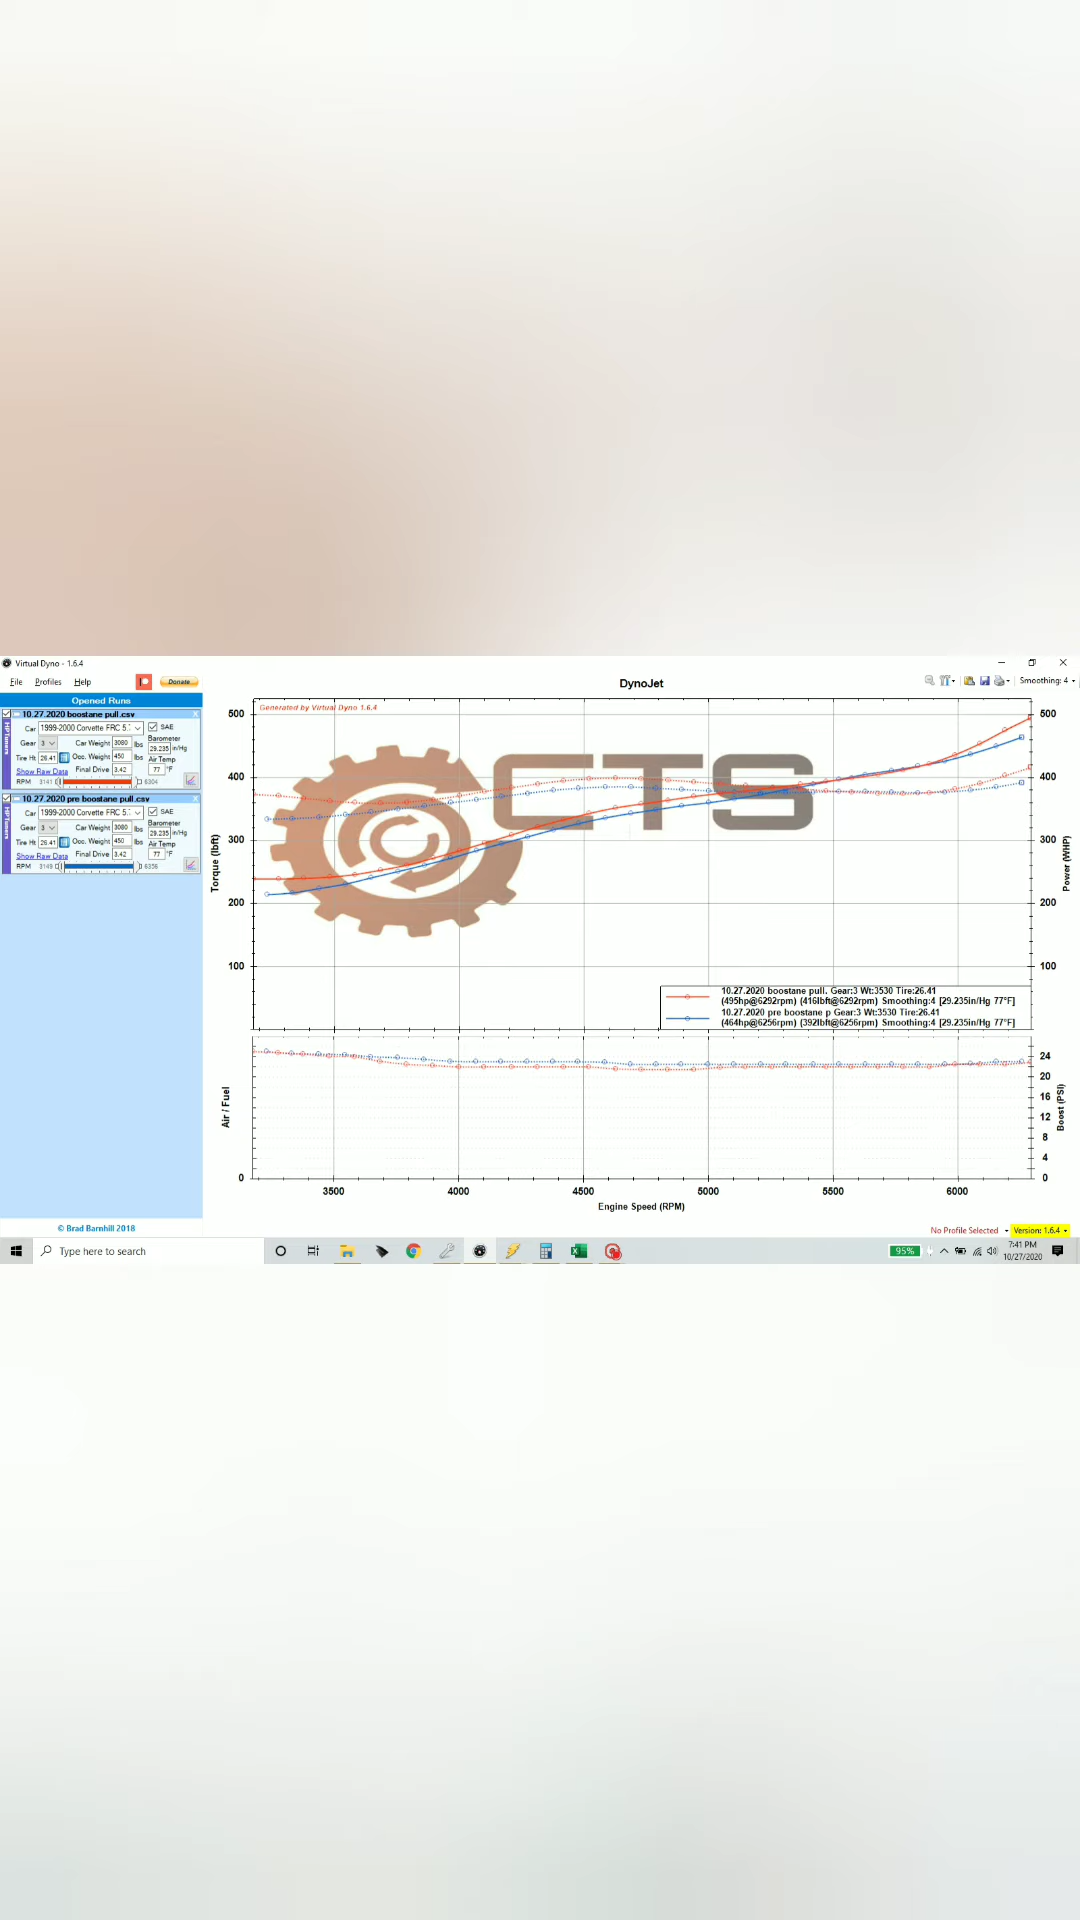 Virtual Dyno - 1.6.4
File Profiles Help Donate
Opened Runs
10.27.2020 boostane pull.csv
HPTuners
Car 1999-2000 Corvette FRC 5.7 SAE
Gear 3 Car Weight 3080 lbs Barometer 29.235 in/Hg
Tire Ht 26.41 Occ. Weight 450 lbs Air Temp
Show Raw Data Final Drive 3.42 77 °F
RPM 3141 6304
10.27.2020 pre boostane pull.csv
HPTuners
Car 1999-2000 Corvette FRC 5.7 SAE
Gear 3 Car Weight 3080 lbs Barometer 29.235 in/Hg
Tire Ht 26.41 Occ. Weight 450 lbs Air Temp
Show Raw Data Final Drive 3.42 77 °F
RPM 3149 6356
© Brad Barnhill 2018
DynoJet
Smoothing: 4
Generated by Virtual Dyno 1.6.4
CTS
500
400
300
200
100
Torque (lbft)
500
400
300
200
100
Power (WHP)
10.27.2020 boostane pull. Gear:3 Wt:3530 Tire:26.41
(495hp@6292rpm) (416lbft@6292rpm) Smoothing:4 [29.235in/Hg 77°F]
10.27.2020 pre boostane p Gear:3 Wt:3530 Tire:26.41
(464hp@6256rpm) (392lbft@6256rpm) Smoothing:4 [29.235in/Hg 77°F]
Air / Fuel
0
24
20
16
12
8
4
0
Boost (PSI)
3500 4000 4500 5000 5500 6000
Engine Speed (RPM)
No Profile Selected Version: 1.6.4
Type here to search
95%
7:41 PM
10/27/2020